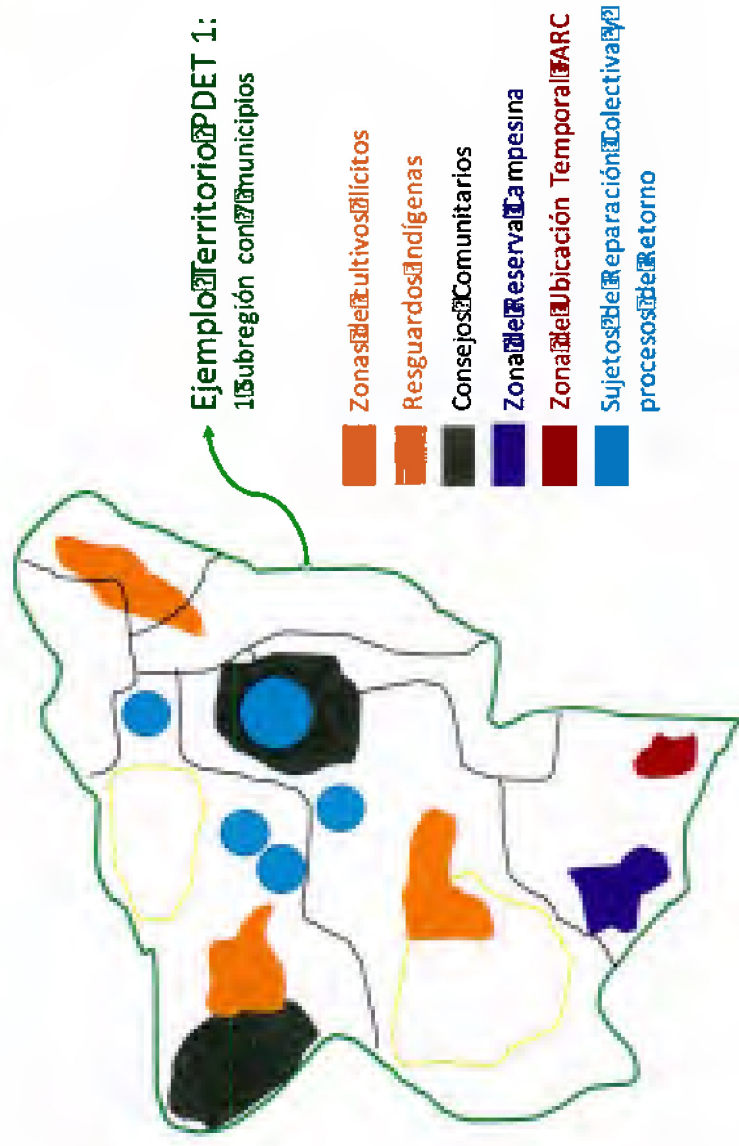 Ejemplo Territorio PDET 1:
1 Subregión con municipios
Zonas de cultivos ilícitos
Resguardos Indígenas
Consejos Comunitarios
Zona de Reserva Campesina
Zona de Ubicación Temporal FARC
Sujetos de Reparación Colectiva y
procesos de Retorno